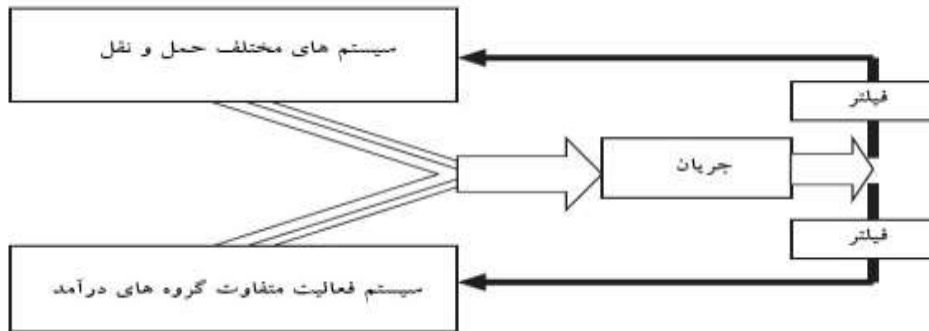 سیستم های مختلف حمل و نقل
فیلتر
جریان
فیلتر
سیستم فعالیت متفاوت گروه های درآمد